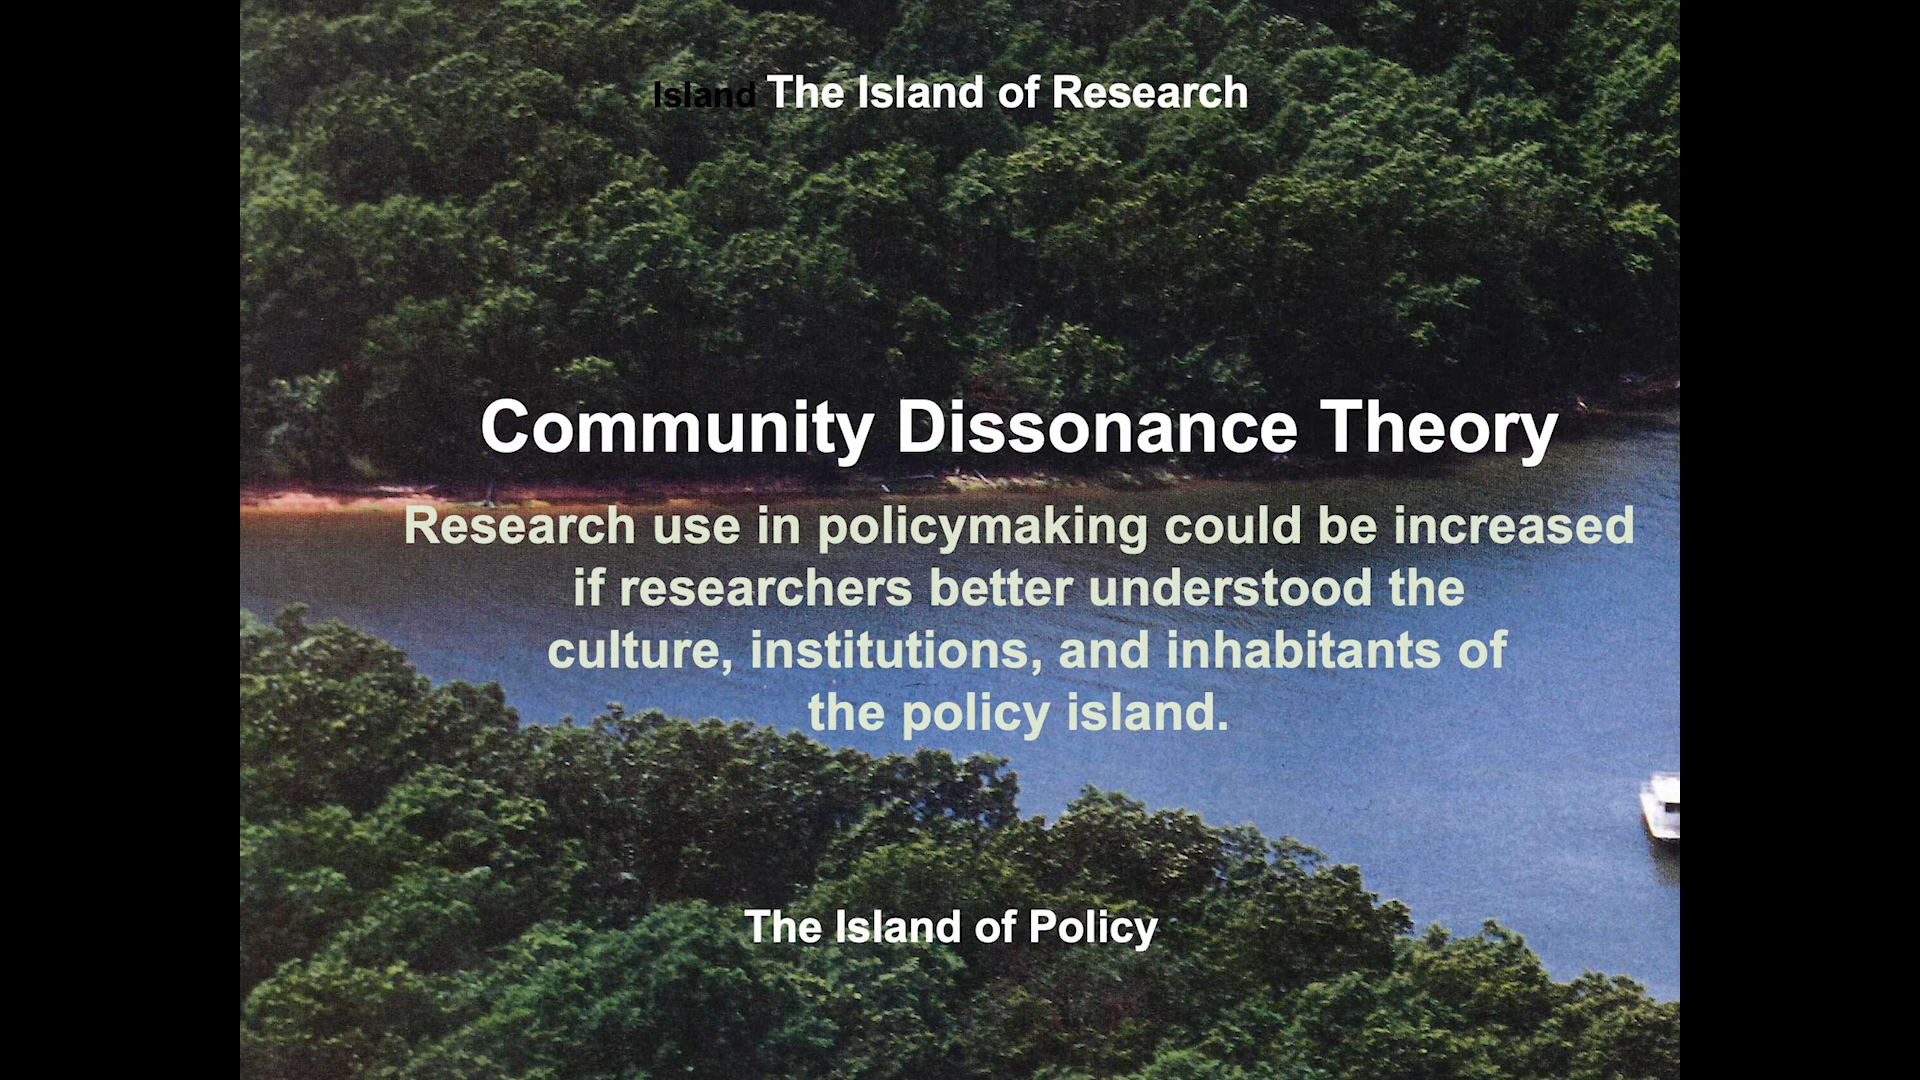 Island The Island of Research
Community Dissonance Theory
Research use in policymaking could be increased
if researchers better understood the
culture, institutions, and inhabitants of
the policy island.
The Island of Policy